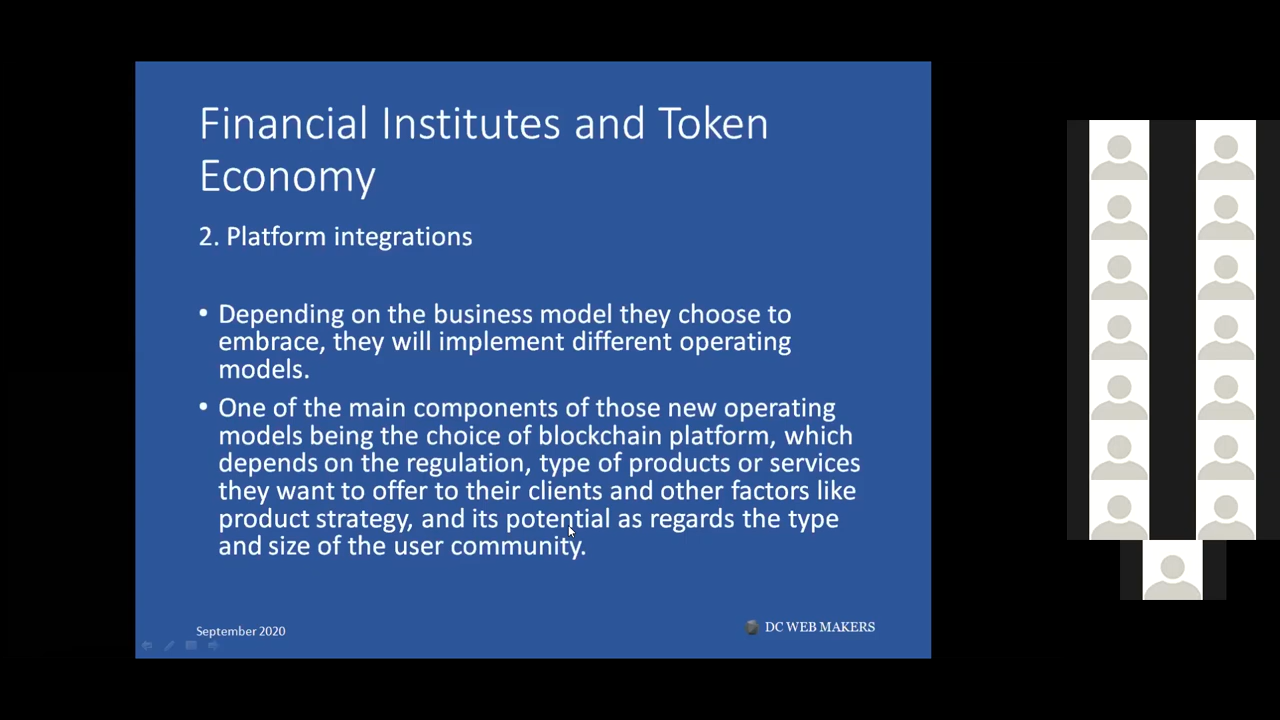 Financial Institutes and Token
Economy
2. Platform integrations
• Depending on the business model they choose to
embrace, they will implement different operating
models.
• One of the main components of those new operating
models being the choice of blockchain platform, which
depends on the regulation, type of products or services
they want to offer to their clients and other factors like
product strategy, and its potential as regards the type
and size of the user community.
September 2020
DC WEB MAKERS